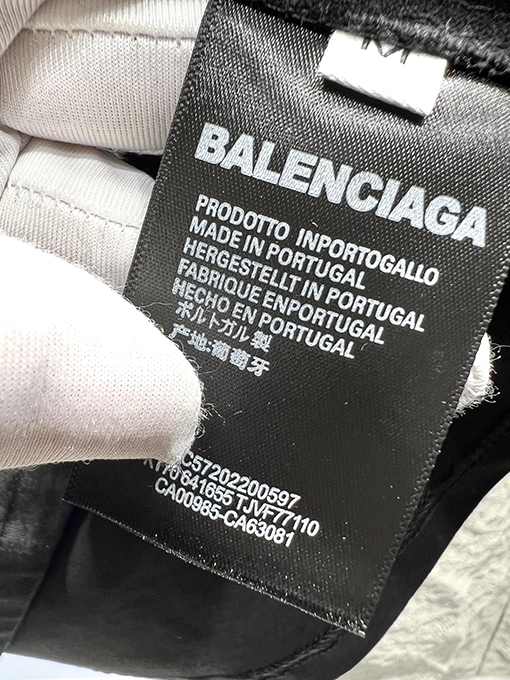 M
BALENCIAGA
PRODOTTO INPORTOGALLO
MADE IN PORTUGAL
HERGESTELLT IN PORTUGAL
FABRIQUE ENPORTUGAL
HECHO EN PORTUGAL
ポルトガル製
产地:葡萄牙
C57202200597
641655 TJVF77110
CA00985-CA63081